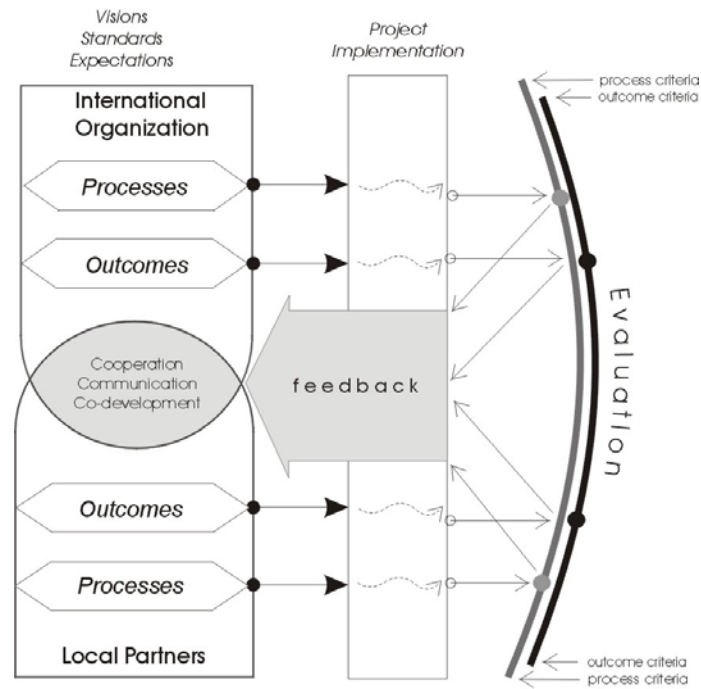 Visions
Standards
Expectations
Project
Implementation
process criteria
outcome criteria
International
Organization
Processes
Outcomes
Cooperation
Communication
Co-development
feedback
Evaluation
Outcomes
Processes
Local Partners
outcome criteria
process criteria